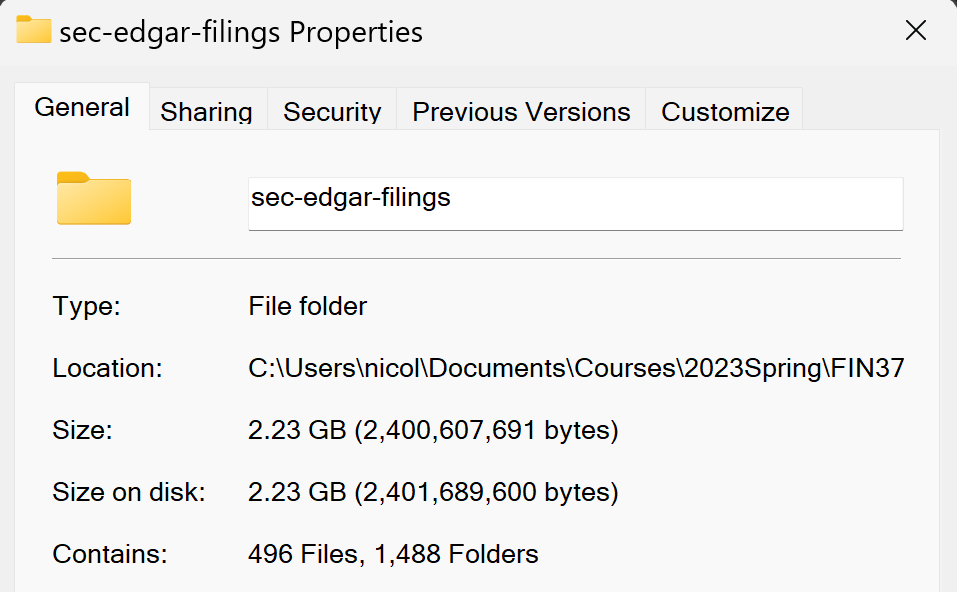 sec-edgar-filings Properties
General Sharing Security Previous Versions Customize
sec-edgar-filings
Type: File folder
Location: C:\Users\nicol\Documents\Courses\2023Spring\FIN37
Size: 2.23 GB (2,400,607,691 bytes)
Size on disk: 2.23 GB (2,401,689,600 bytes)
Contains: 496 Files, 1,488 Folders